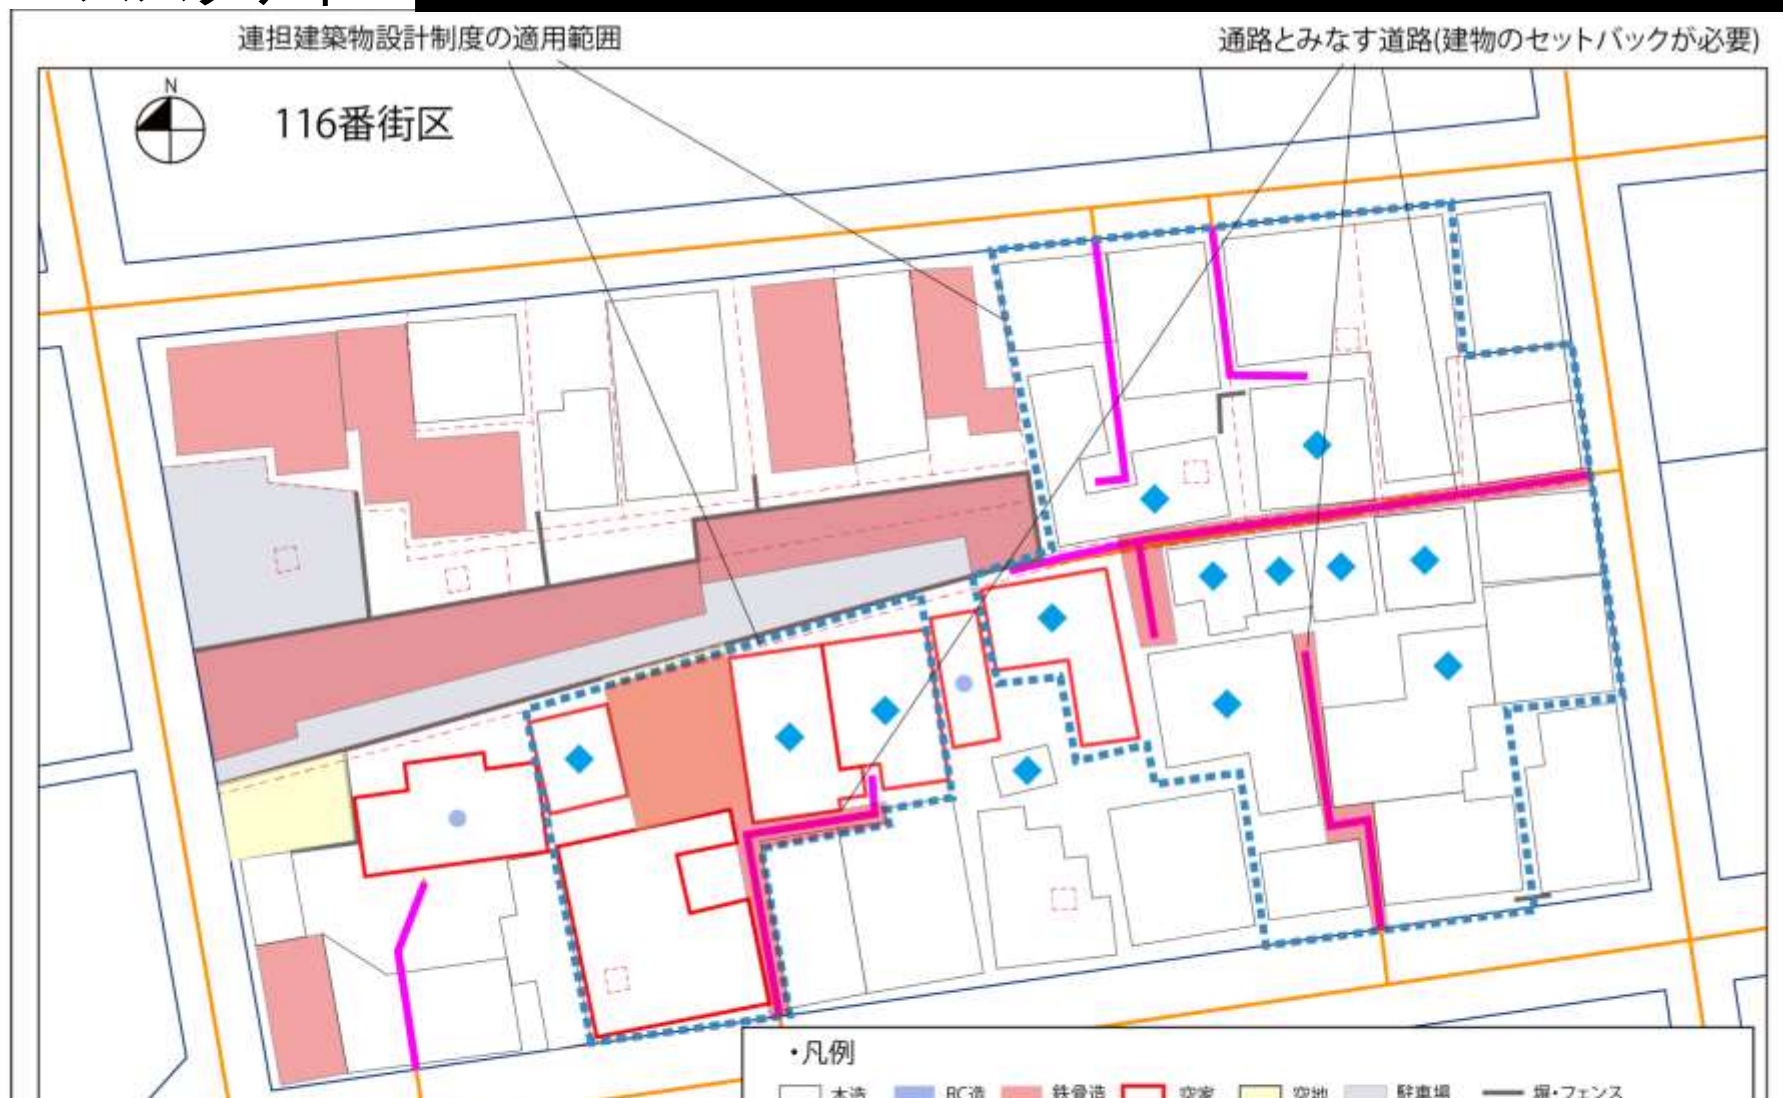 連担建築物設計制度の適用範囲
通路とみなす道路(建物のセットバックが必要)
N
116番街区
・凡例
木造 RC造 鉄骨造 空家 空地 駐車場 塀・フェンス